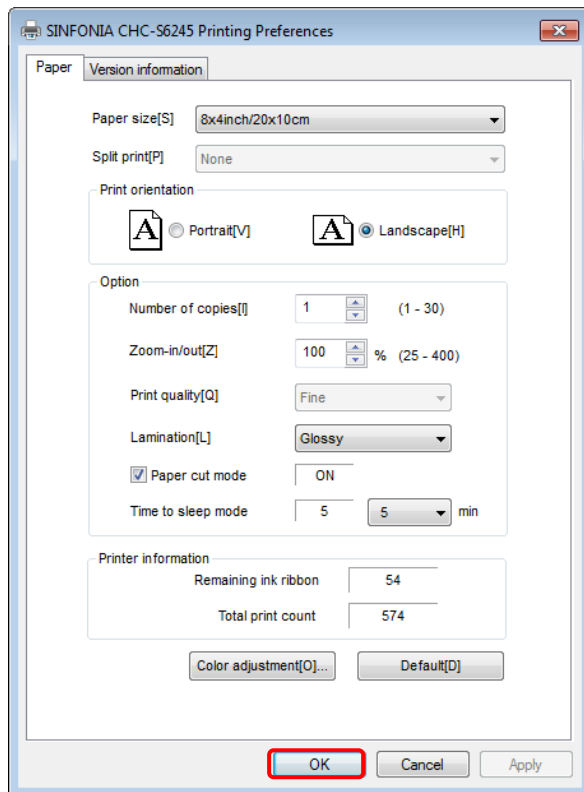 SINFONIA CHC-S6245 Printing Preferences
Paper Version information
Paper size[S] 8x4inch/20x10cm
Split print[P] None
Print orientation
A Portrait[V] A Landscape[H]
Option
Number of copies[I] 1 (1 - 30)
Zoom-in/out[Z] 100 % (25 - 400)
Print quality[Q] Fine
Lamination[L] Glossy
Paper cut mode ON
Time to sleep mode 5 5 min
Printer information
Remaining ink ribbon 54
Total print count 574
Color adjustment[O]... Default[D]
OK Cancel Apply